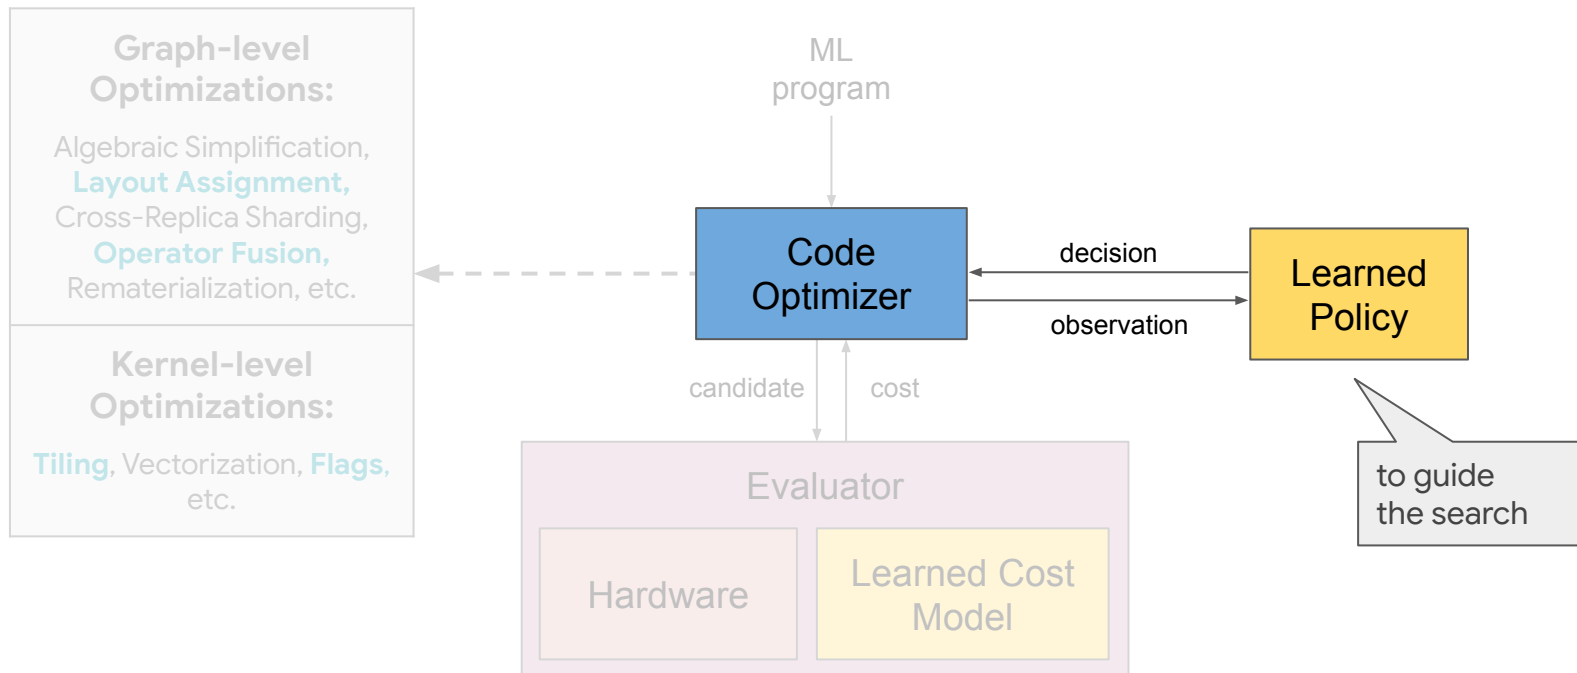 Graph-level
Optimizations:
Algebraic Simplification,
Layout Assignment,
Cross-Replica Sharding,
Operator Fusion,
Rematerialization, etc.
Kernel-level
Optimizations:
Tiling, Vectorization, Flags,
etc.
ML
program
Code
Optimizer
decision
observation
Learned
Policy
to guide
the search
candidate
cost
Evaluator
Hardware
Learned Cost
Model